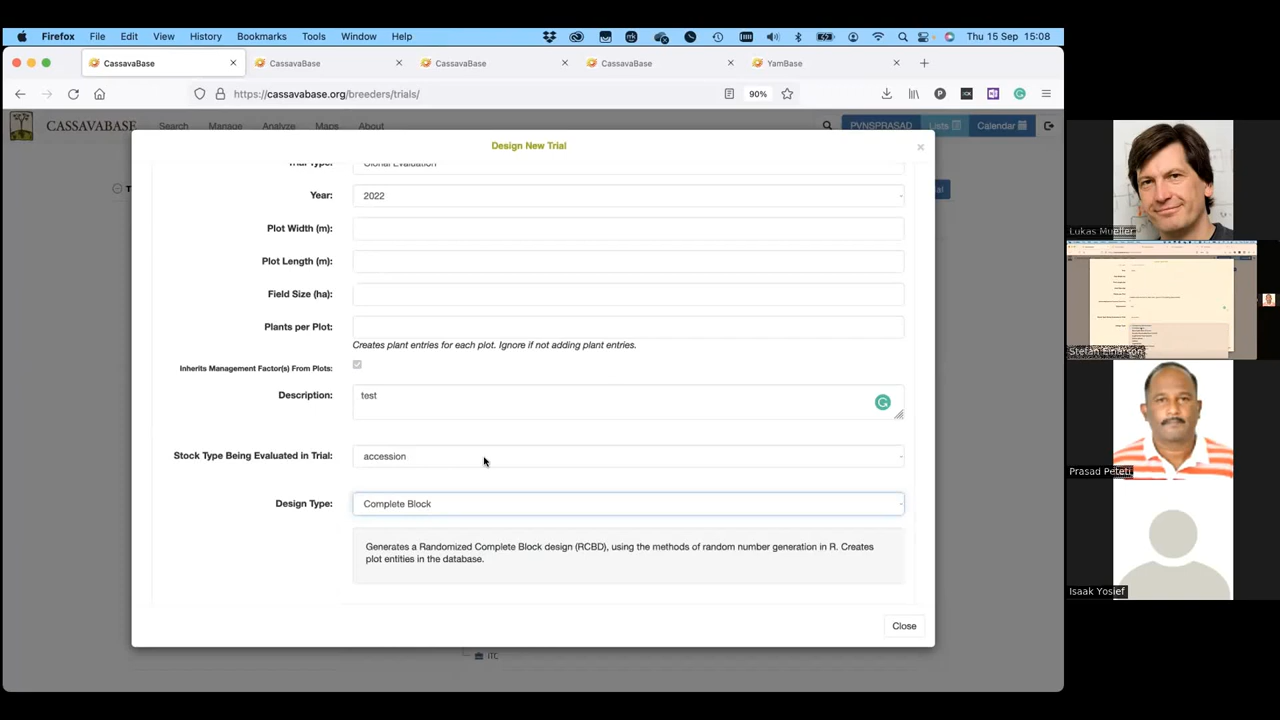 Firefox File Edit View History Bookmarks Tools Window Help Thu 15 Sep 15:08
CassavaBase CassavaBase CassavaBase CassavaBase YamBase
https://cassavabase.org/breeders/trials/ 90%
CASSAVABASE Search Manage Analyze Maps About PVNSPRASAD Lists Calendar
Design New Trial
Trial Type: Clonal Evaluation
Year: 2022
Plot Width (m):
Plot Length (m):
Field Size (ha):
Plants per Plot:
Creates plant entries for each plot. Ignore if not adding plant entries.
Inherits Management Factor(s) From Plots:
Description: test
Stock Type Being Evaluated in Trial: accession
Design Type: Complete Block
Generates a Randomized Complete Block design (RCBD), using the methods of random number generation in R. Creates
plot entities in the database.
Close
ITC
Lukas Mueller
Stefan Einarson
Prasad Peteti
Isaak Yosief